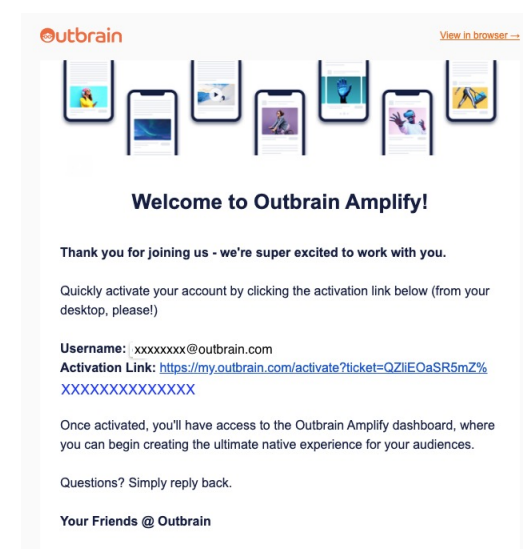 Outbrain
View in browser →
Welcome to Outbrain Amplify!
Thank you for joining us - we're super excited to work with you.
Quickly activate your account by clicking the activation link below (from your
desktop, please!)
Username: xxxxxxxx@outbrain.com
Activation Link: https://my.outbrain.com/activate?ticket=QZliEOaSR5mZ%
XXXXXXXXXXXXXX
Once activated, you'll have access to the Outbrain Amplify dashboard, where
you can begin creating the ultimate native experience for your audiences.
Questions? Simply reply back.
Your Friends @ Outbrain